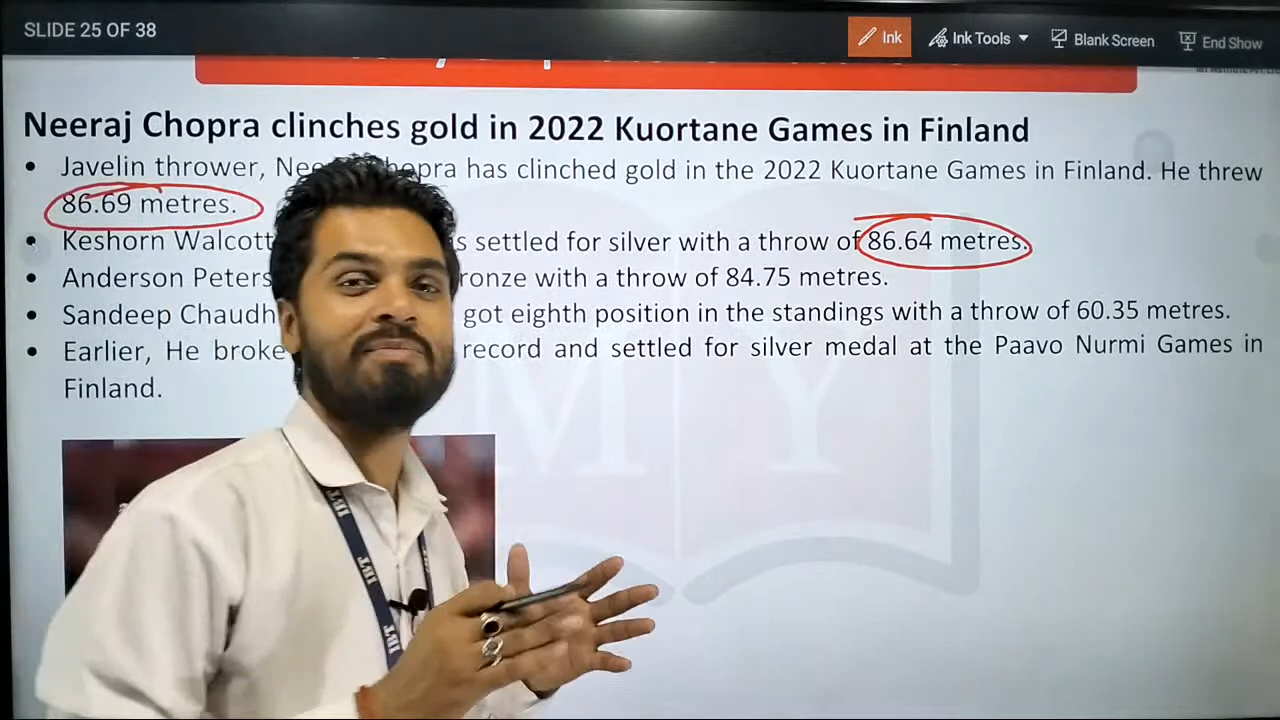 SLIDE 25 OF 38
Ink
Ink Tools
Blank Screen
End Show
Neeraj Chopra clinches gold in 2022 Kuortane Games in Finland
• Javelin thrower, Chopra has clinched gold in the 2022 Kuortane Games in Finland. He threw
86.69 metres.
• Keshorn Walcott settled for silver with a throw of 86.64 metres.
• Anderson Peters with a throw of 84.75 metres.
• Sandeep got eighth position in the standings with a throw of 60.35 metres.
• Earlier, He broke record and settled for silver medal at the Paavo Nurmi Games in
Finland.
M Y
IBT
IBT
IBT